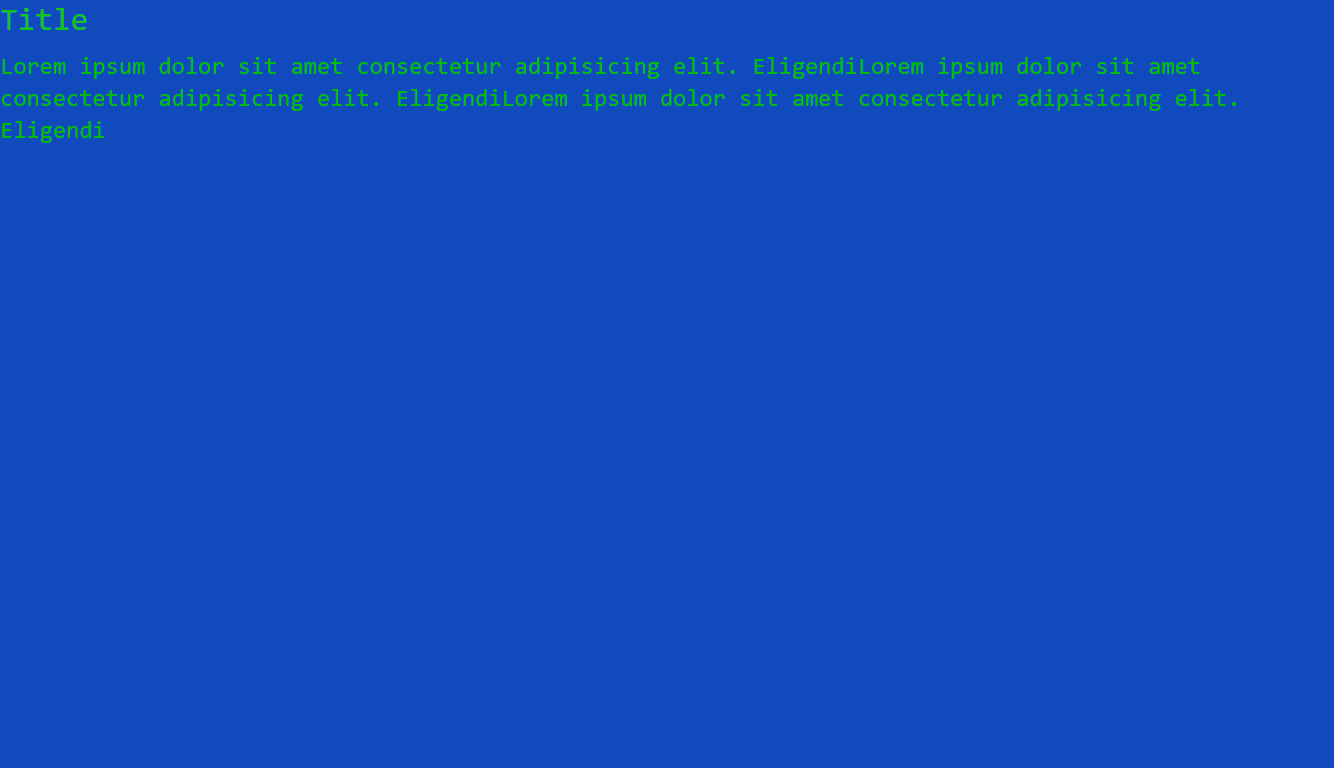 Title
Lorem ipsum dolor sit amet consectetur adipisicing elit. EligendiLorem ipsum dolor sit amet
consectetur adipisicing elit. EligendiLorem ipsum dolor sit amet consectetur adipisicing elit.
Eligendi